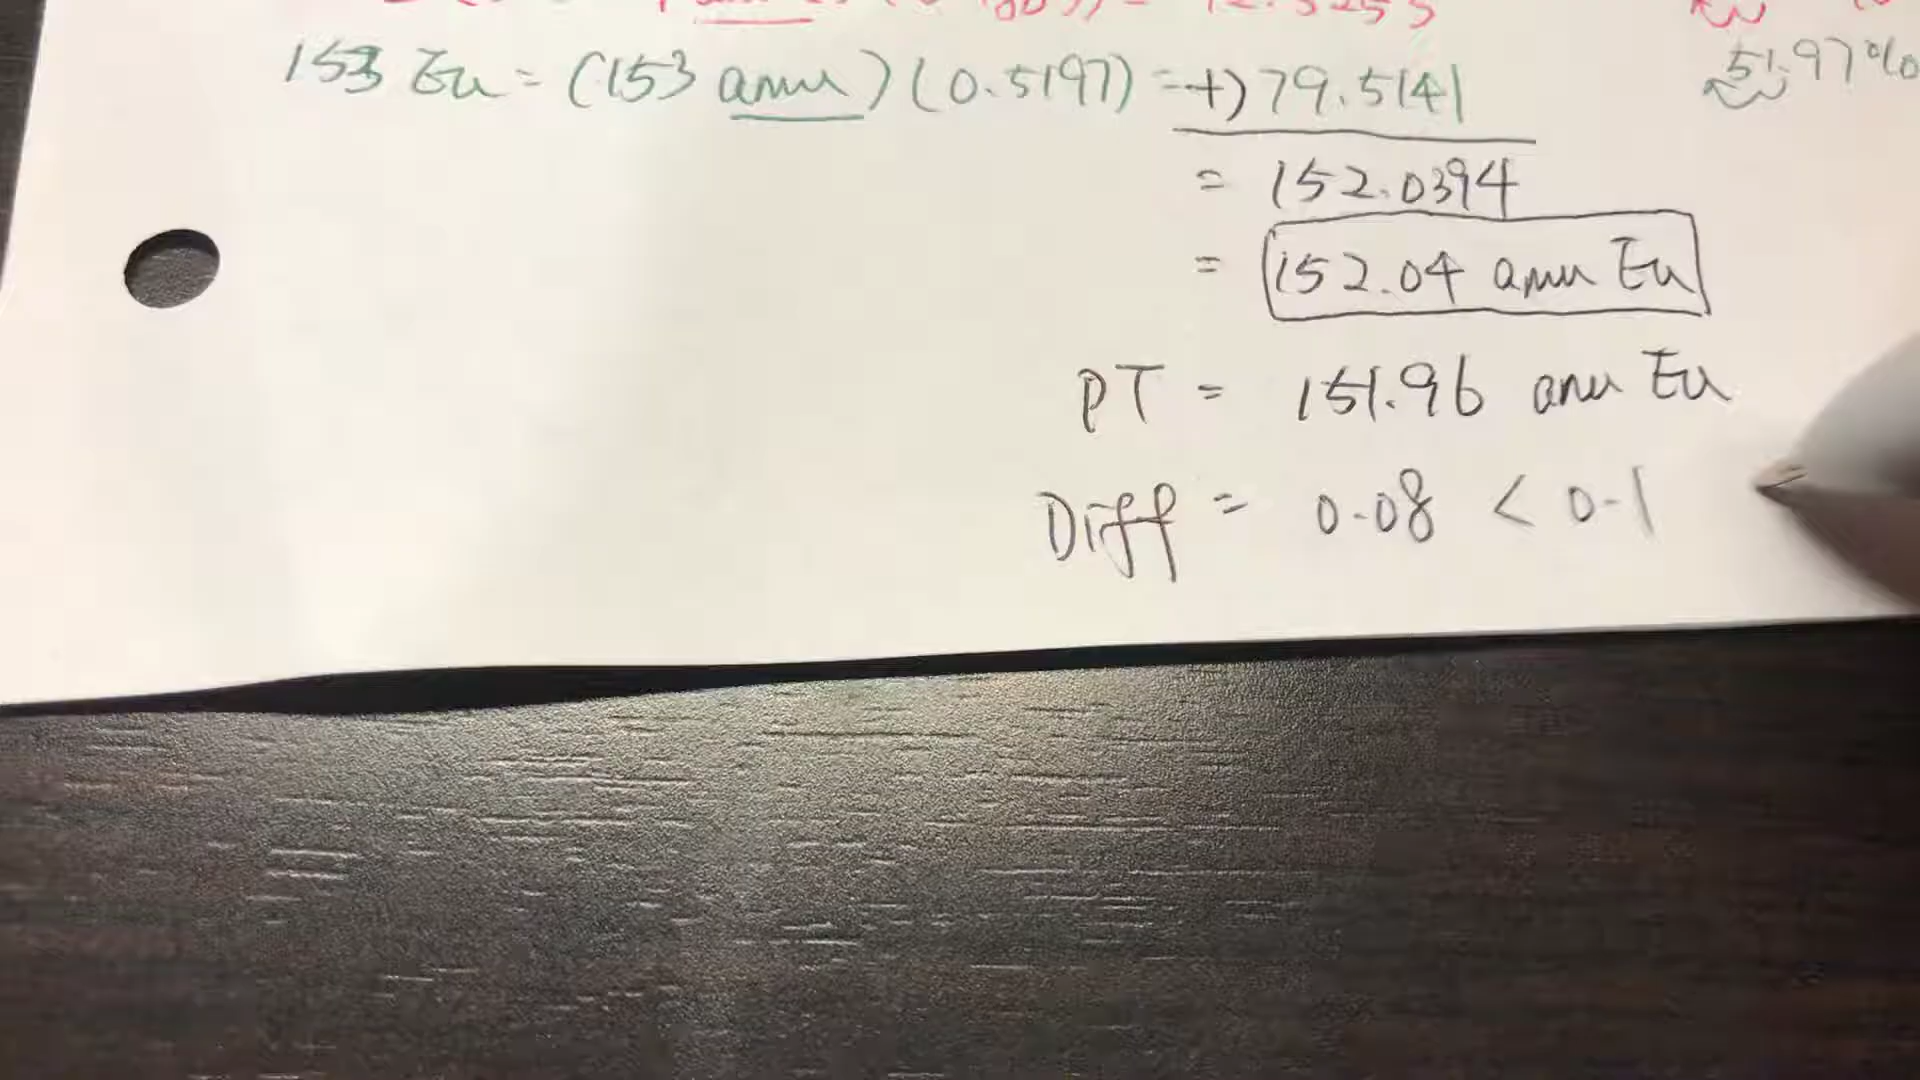 153 Eu = (153 amu) (0.5197) = +) 79.5141
51.97%
= 152.0394
= 152.04 amu Eu
PT = 151.96 amu Eu
Diff = 0.08 < 0.1